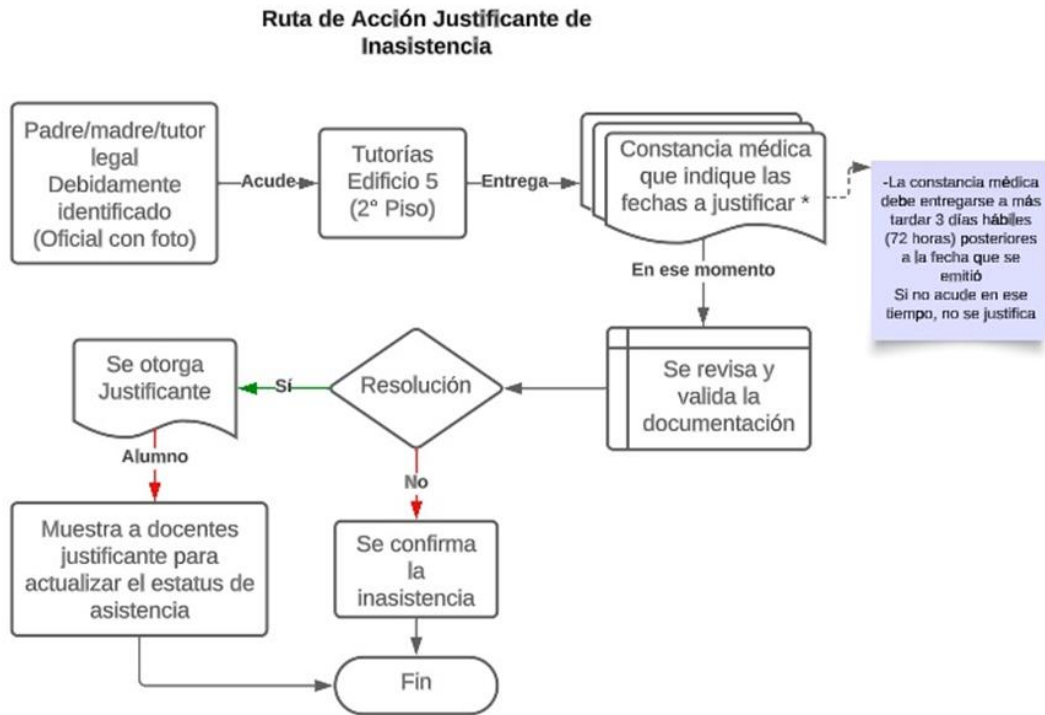 Ruta de Acción Justificante de
Inasistencia
Padre/madre/tutor
legal
Debidamente
identificado
(Oficial con foto)
Acude
Tutorías
Edificio 5
(2° Piso)
Entrega
Constancia médica
que indique las
fechas a justificar *
-La constancia médica
debe entregarse a más
tardar 3 días hábiles
(72 horas) posteriores
a la fecha que se
emitió
Si no acude en ese
tiempo, no se justifica
En ese momento
Se revisa y
valida la
documentación
Resolución
Sí
Se otorga
Justificante
Alumno
Muestra a docentes
justificante para
actualizar el estatus de
asistencia
No
Se confirma
la
inasistencia
Fin